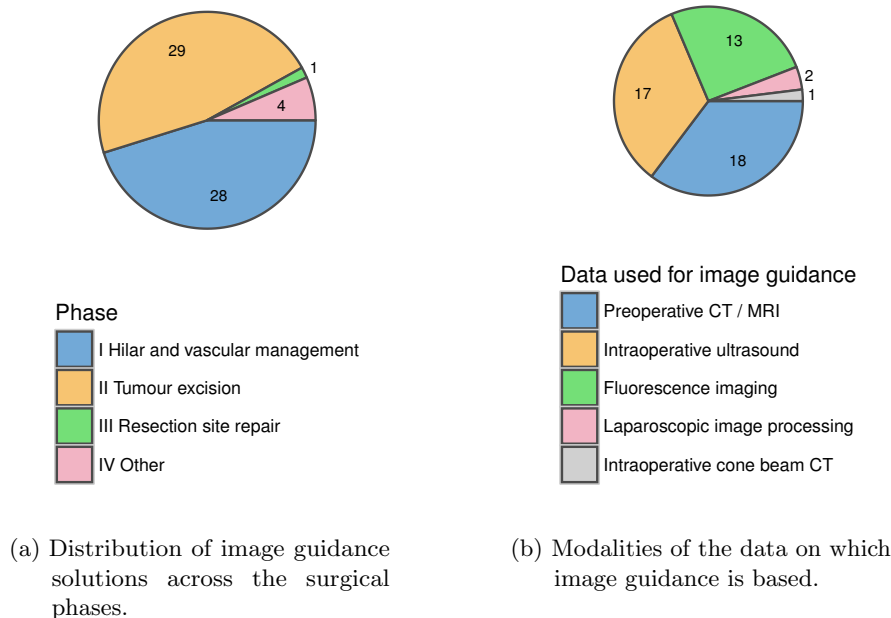 29
1
4
28
Phase
I Hilar and vascular management
II Tumour excision
III Resection site repair
IV Other
(a) Distribution of image guidance
solutions across the surgical
phases.
13
2
1
17
18
Data used for image guidance
Preoperative CT / MRI
Intraoperative ultrasound
Fluorescence imaging
Laparoscopic image processing
Intraoperative cone beam CT
(b) Modalities of the data on which
image guidance is based.